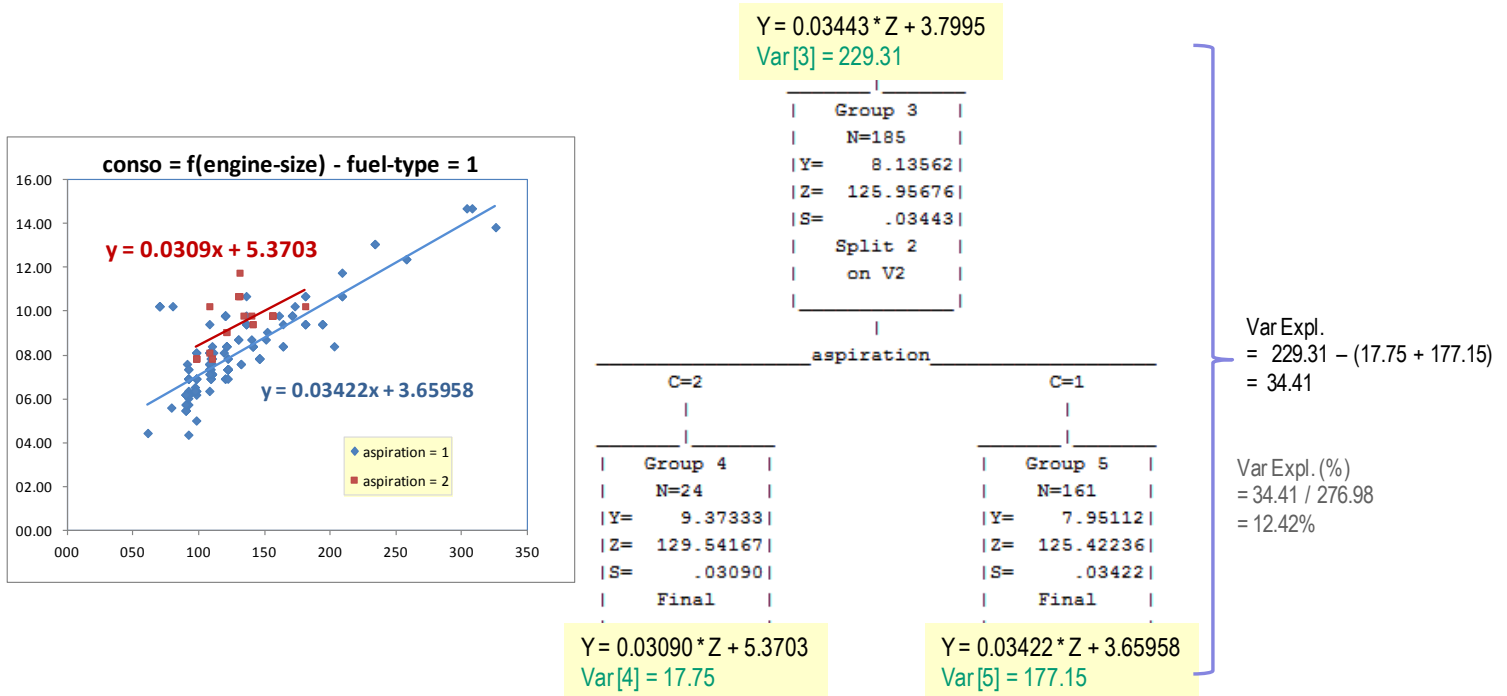 conso = f(engine-size) - fuel-type = 1
16.00
14.00
12.00
10.00
08.00
06.00
04.00
02.00
00.00
000 050 100 150 200 250 300 350
y = 0.0309x + 5.3703
y = 0.03422x + 3.65958
aspiration = 1
aspiration = 2
Y = 0.03443 * Z + 3.7995
Var [3] = 229.31
Group 3
N=185
Y= 8.13562
Z= 125.95676
S= .03443
Split 2
on V2
aspiration
C=2
C=1
Group 4
N=24
Y= 9.37333
Z= 129.54167
S= .03090
Final
Y = 0.03090 * Z + 5.3703
Var [4] = 17.75
Group 5
N=161
Y= 7.95112
Z= 125.42236
S= .03422
Final
Y = 0.03422 * Z + 3.65958
Var [5] = 177.15
Var Expl.
= 229.31 – (17.75 + 177.15)
= 34.41
Var Expl. (%)
= 34.41 / 276.98
= 12.42%